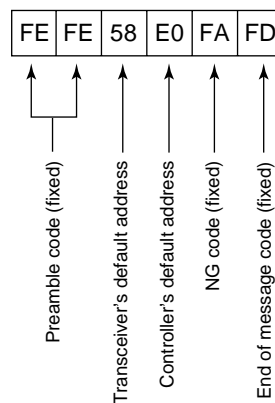 FE FE 58 E0 FA FD
Preamble code (fixed)
Transceiver's default address
Controller's default address
NG code (fixed)
End of message code (fixed)